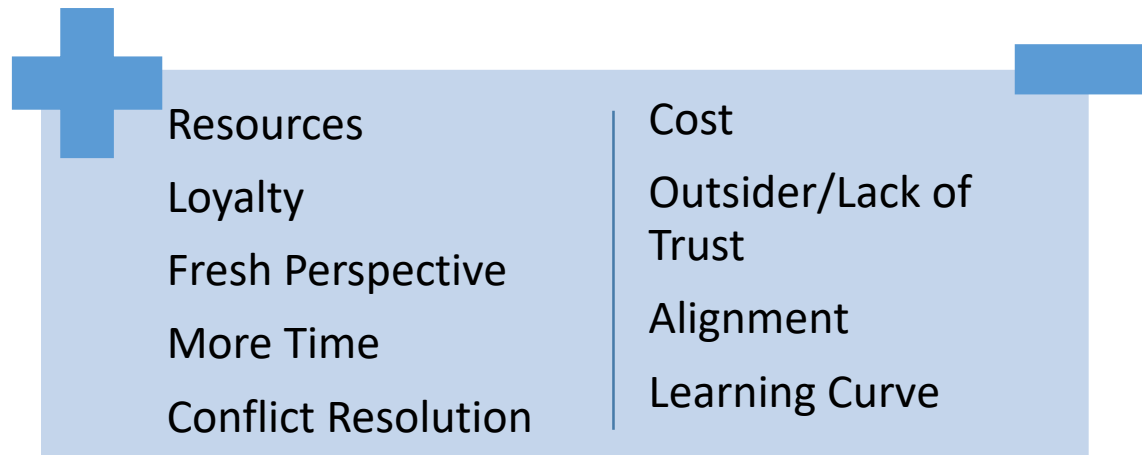 Resources
Loyalty
Fresh Perspective
More Time
Conflict Resolution
Cost
Outsider/Lack of
Trust
Alignment
Learning Curve